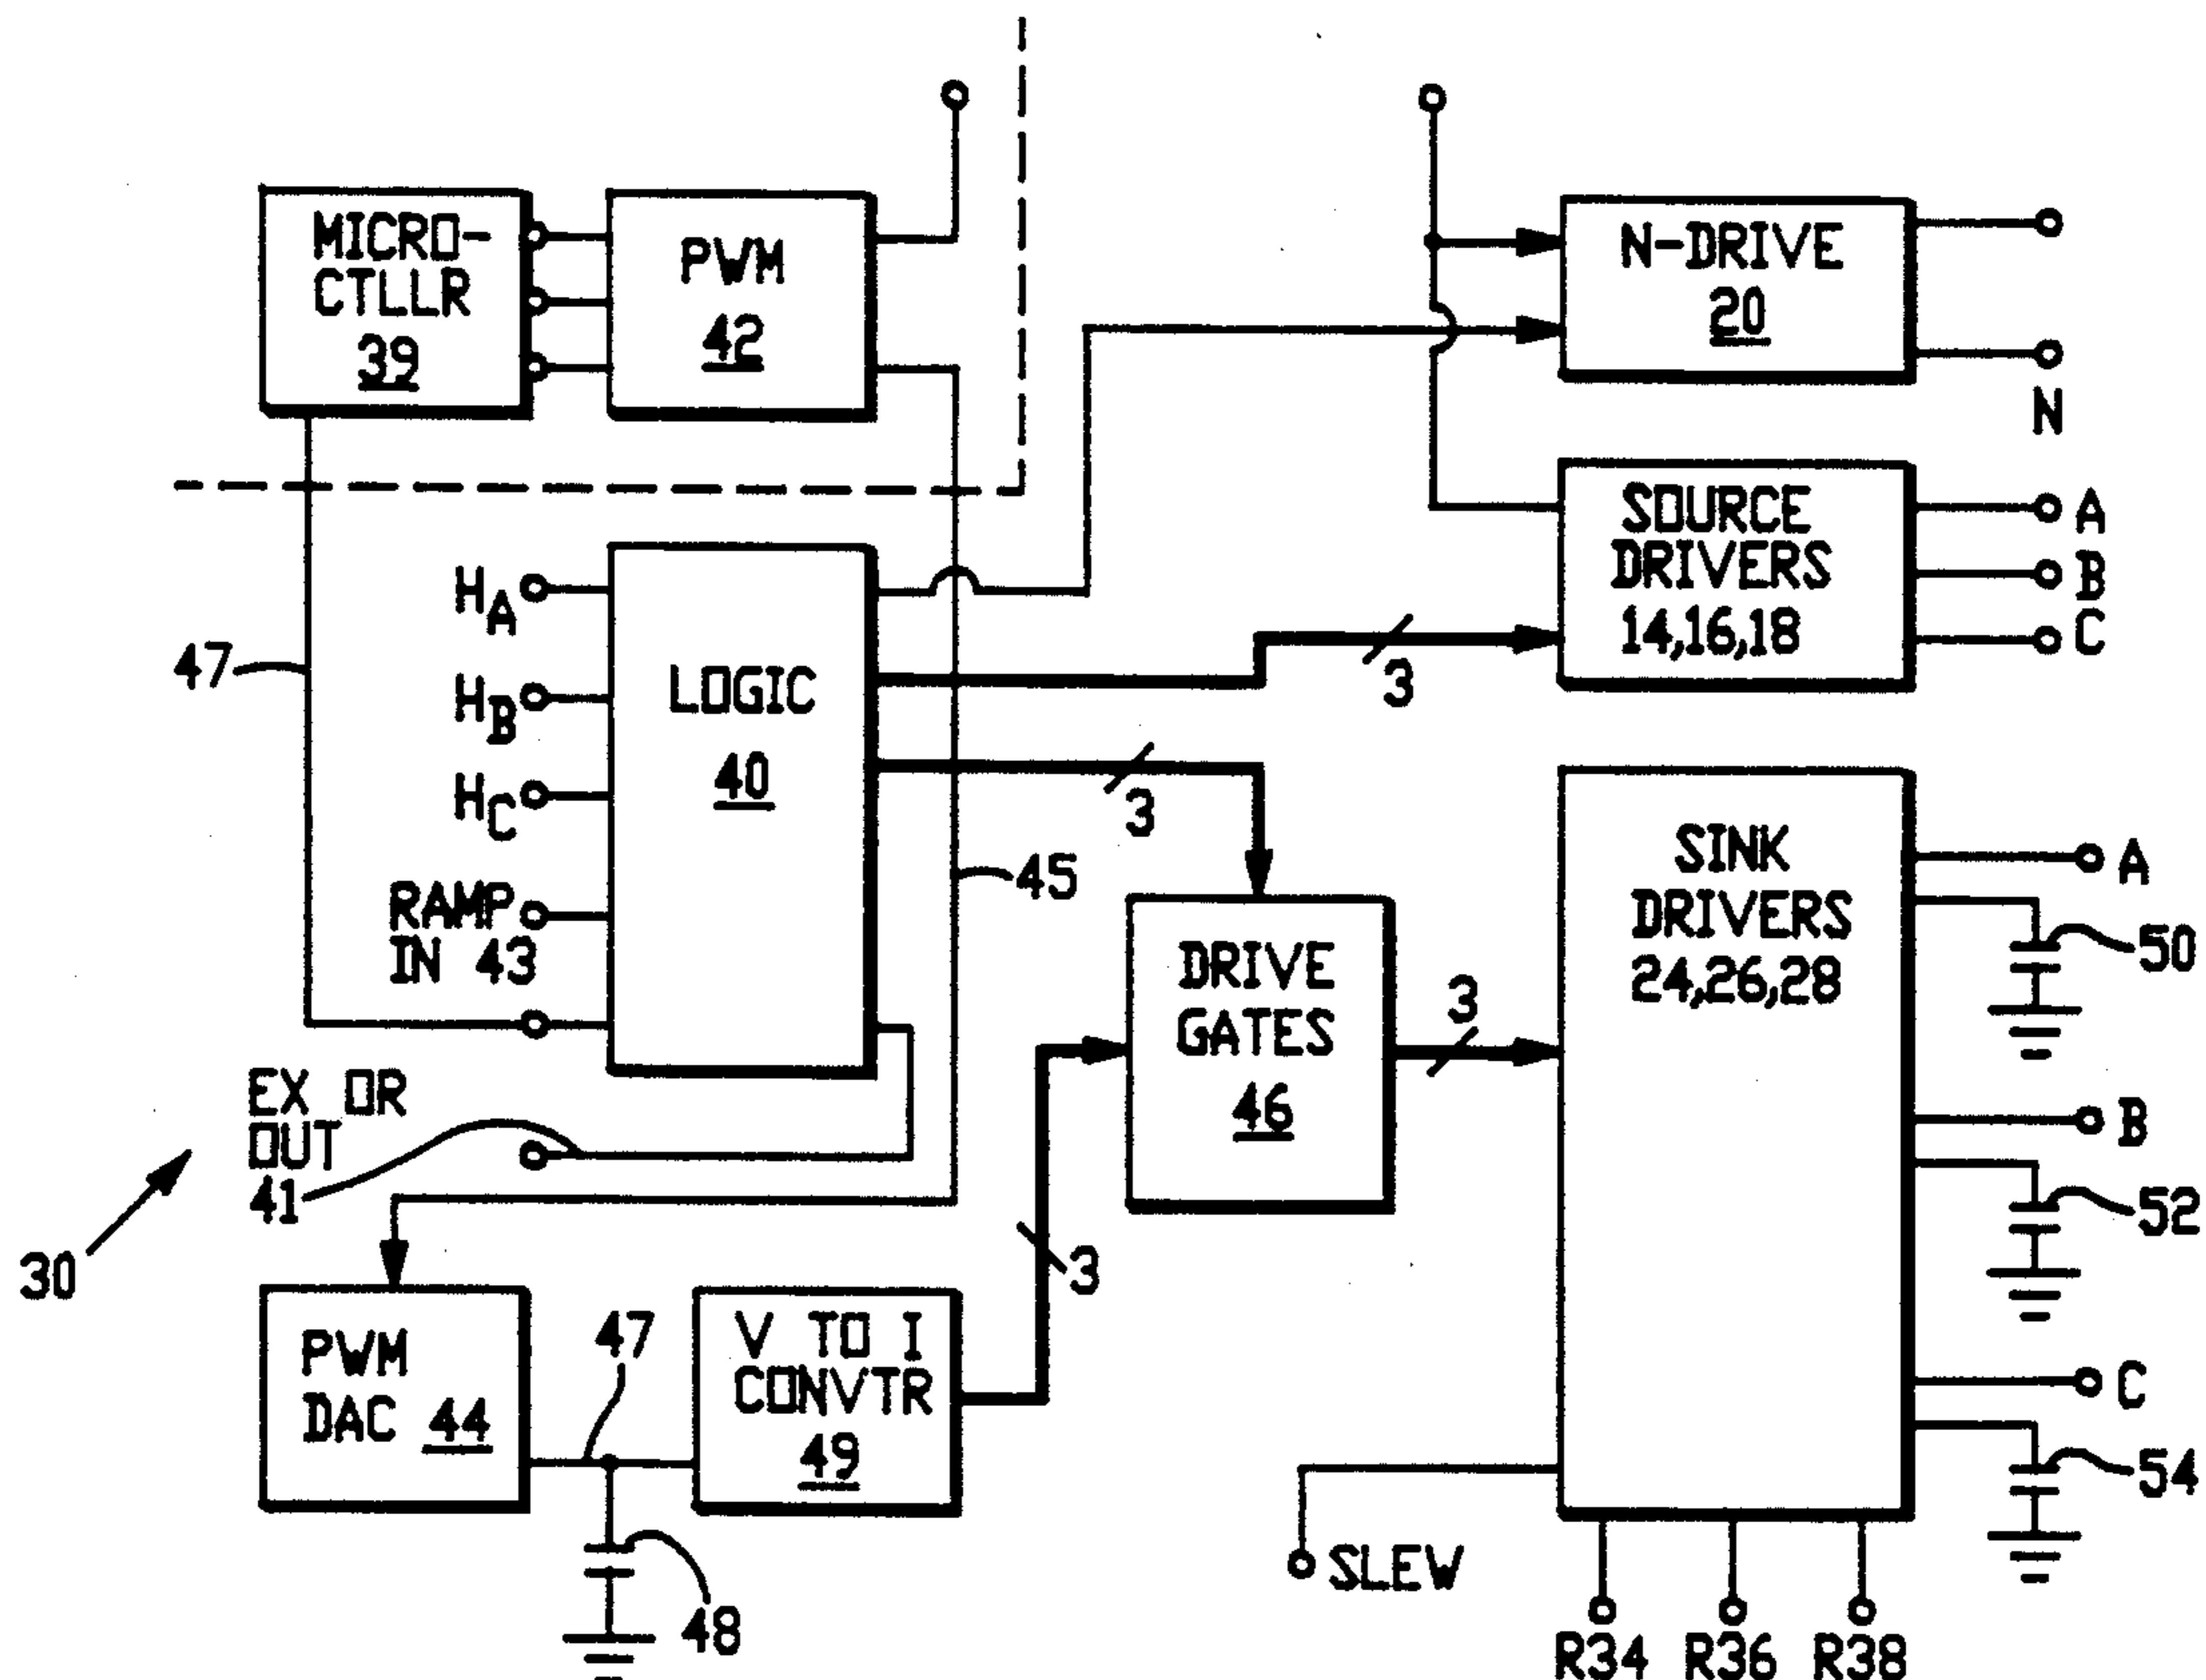 MICRO-
CTLLR
39
PWM
42
N-DRIVE
20
N
SOURCE
DRIVERS
14,16,18
A
B
C
3
47
HA
HB
HC
RAMP
IN 43
LOGIC
40
3
45
EX OR
OUT
41
30
DRIVE
GATES
46
3
3
SINK
DRIVERS
24,26,28
A
50
B
52
C
54
PWM
DAC 44
47
V TO I
CONVTR
49
48
SLEW
R34 R36 R38